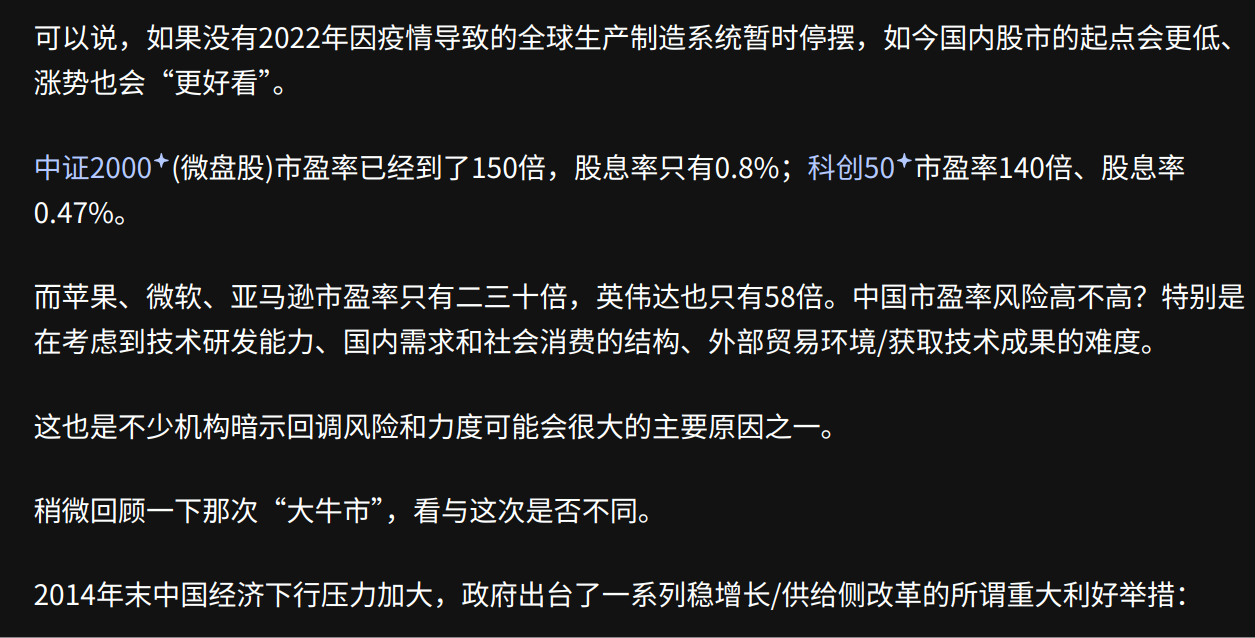 可以说，如果没有2022年因疫情导致的全球生产制造系统暂时停摆，如今国内股市的起点会更低、
涨势也会“更好看”。
中证2000(微盘股)市盈率已经到了150倍，股息率只有0.8%；科创50市盈率140倍、股息率
0.47%。
而苹果、微软、亚马逊市盈率只有二三十倍，英伟达也只有58倍。中国市盈率风险高不高？特别是
在考虑到技术研发能力、国内需求和社会消费的结构、外部贸易环境/获取技术成果的难度。
这也是不少机构暗示回调风险和力度可能会很大的主要原因之一。
稍微回顾一下那次“大牛市”，看与这次是否不同。
2014年末中国经济下行压力加大，政府出台了一系列稳增长/供给侧改革的所谓重大利好举措：